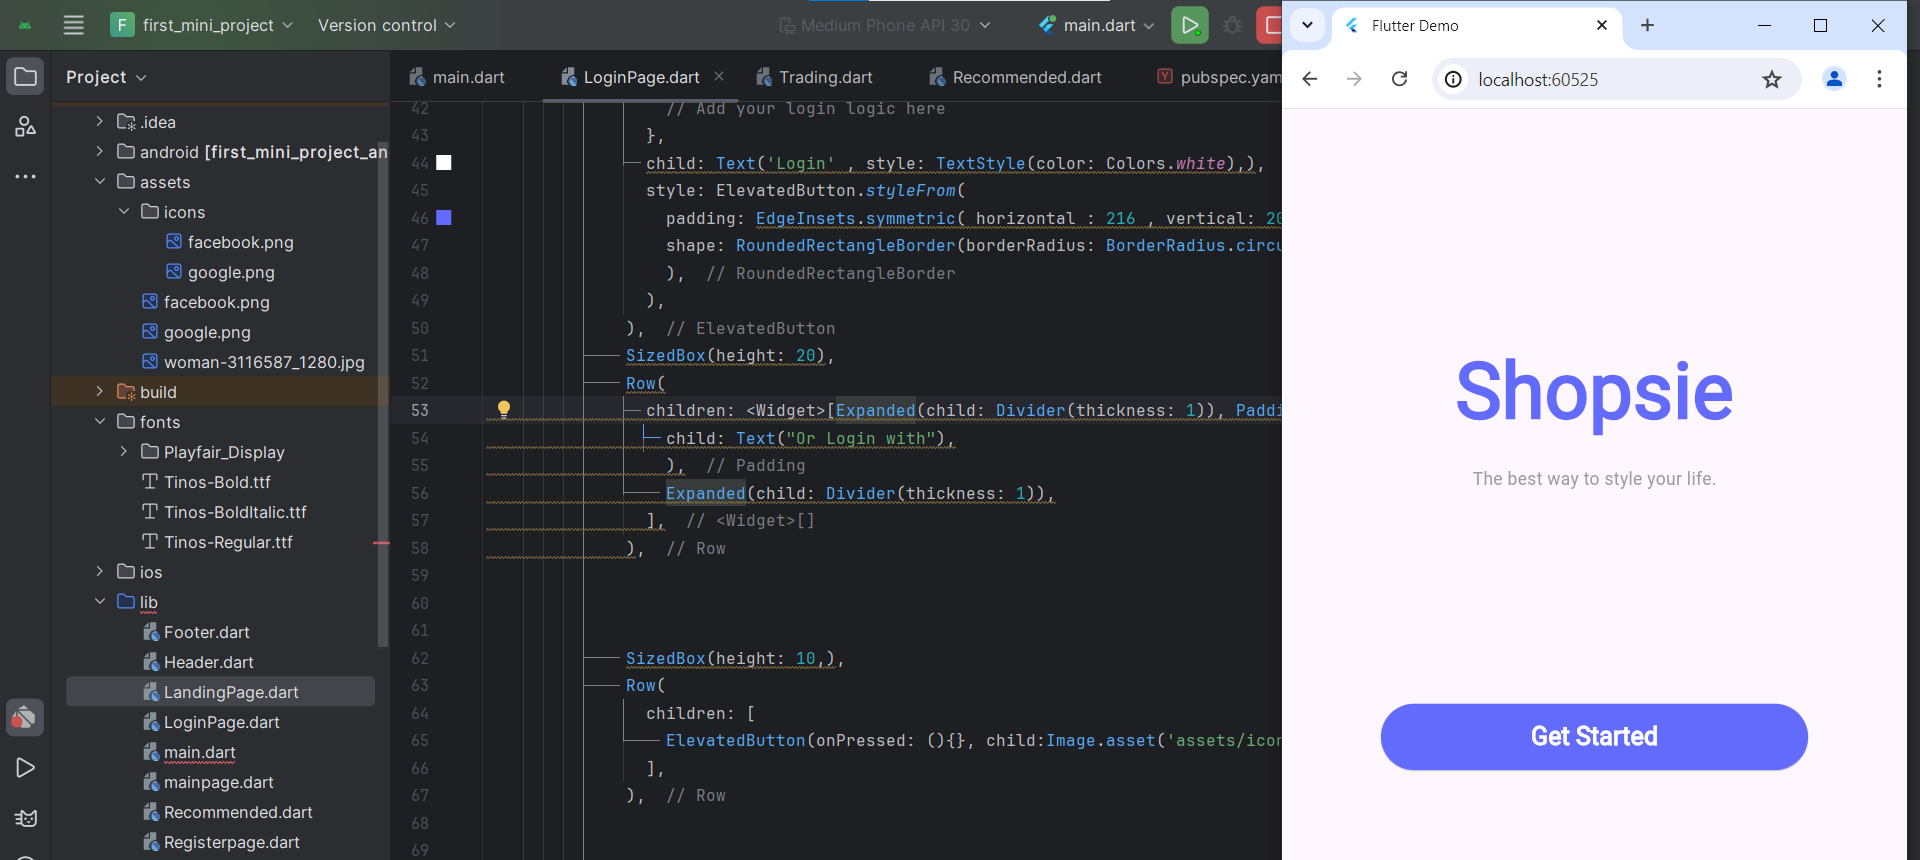 F first_mini_project Version control Medium Phone API 30 main.dart
Project
.idea
android [first_mini_project_an
assets
icons
facebook.png
google.png
facebook.png
google.png
woman-3116587_1280.jpg
build
fonts
Playfair_Display
Tinos-Bold.ttf
Tinos-BoldItalic.ttf
Tinos-Regular.ttf
ios
lib
Footer.dart
Header.dart
LandingPage.dart
LoginPage.dart
main.dart
mainpage.dart
Recommended.dart
Registerpage.dart
main.dart LoginPage.dart Trading.dart Recommended.dart pubspec.yam
42 // Add your login logic here
43 },
44 child: Text('Login' , style: TextStyle(color: Colors.white),),
45 style: ElevatedButton.styleFrom(
46 padding: EdgeInsets.symmetric( horizontal : 216 , vertical: 20
47 shape: RoundedRectangleBorder(borderRadius: BorderRadius.circu
48 ), // RoundedRectangleBorder
49 ),
50 ), // ElevatedButton
51 SizedBox(height: 20),
52 Row(
53 children: <Widget>[Expanded(child: Divider(thickness: 1)), Paddi
54 child: Text("Or Login with"),
55 ), // Padding
56 Expanded(child: Divider(thickness: 1)),
57 ], // <Widget>[]
58 ), // Row
59
60
61
62 SizedBox(height: 10,),
63 Row(
64 children: [
65 ElevatedButton(onPressed: (){}, child:Image.asset('assets/icon
66 ],
67 ), // Row
68
69
Flutter Demo
localhost:60525
Shopsie
The best way to style your life.
Get Started